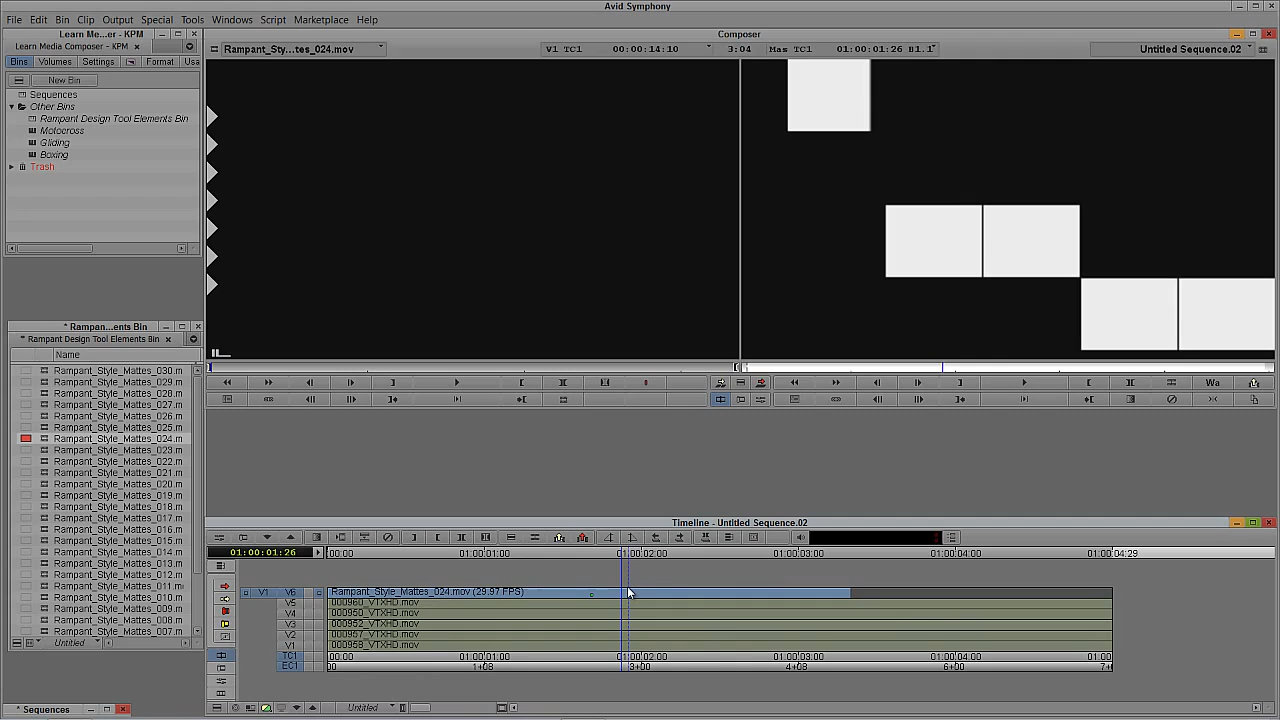 Avid Symphony
File Edit Bin Clip Output Special Tools Windows Script Marketplace Help
Learn Me...er - KPM
Learn Media Composer - KPM
Bins Volumes Settings Format Usa
New Bin
Sequences
Other Bins
Rampant Design Tool Elements Bin
Motocross
Gliding
Boxing
Trash
Composer
Rampant_Sty...tes_024.mov V1 TC1 00:00:14:10 3:04 Mas TC1 01:00:01:26 B1.1 Untitled Sequence.02
* Rampan...ents Bin
* Rampant Design Tool Elements Bin
Name
Rampant_Style_Mattes_030.m
Rampant_Style_Mattes_029.m
Rampant_Style_Mattes_028.m
Rampant_Style_Mattes_027.m
Rampant_Style_Mattes_026.m
Rampant_Style_Mattes_025.m
Rampant_Style_Mattes_024.m
Rampant_Style_Mattes_023.m
Rampant_Style_Mattes_022.m
Rampant_Style_Mattes_021.m
Rampant_Style_Mattes_020.m
Rampant_Style_Mattes_019.m
Rampant_Style_Mattes_018.m
Rampant_Style_Mattes_017.m
Rampant_Style_Mattes_016.m
Rampant_Style_Mattes_015.m
Rampant_Style_Mattes_014.m
Rampant_Style_Mattes_013.m
Rampant_Style_Mattes_012.m
Rampant_Style_Mattes_011.m
Rampant_Style_Mattes_010.m
Rampant_Style_Mattes_009.m
Rampant_Style_Mattes_008.m
Rampant_Style_Mattes_007.m
Untitled
* Sequences
Wa
Timeline - Untitled Sequence.02
01:00:01:26 00:00 01:00:01:00 01:00:02:00 01:00:03:00 01:00:04:00 01:00:04:29
V1 V6 Rampant_Style_Mattes_024.mov (29.97 FPS)
V5 000960_VTXHD.mov
V4 000950_VTXHD.mov
V3 000952_VTXHD.mov
V2 000957_VTXHD.mov
V1 000958_VTXHD.mov
TC1 00:00 01:00:01:00 01:00:02:00 01:00:03:00 01:00:04:00 01:00
EC1 00 1+08 3+00 4+08 6+00 7+
Untitled